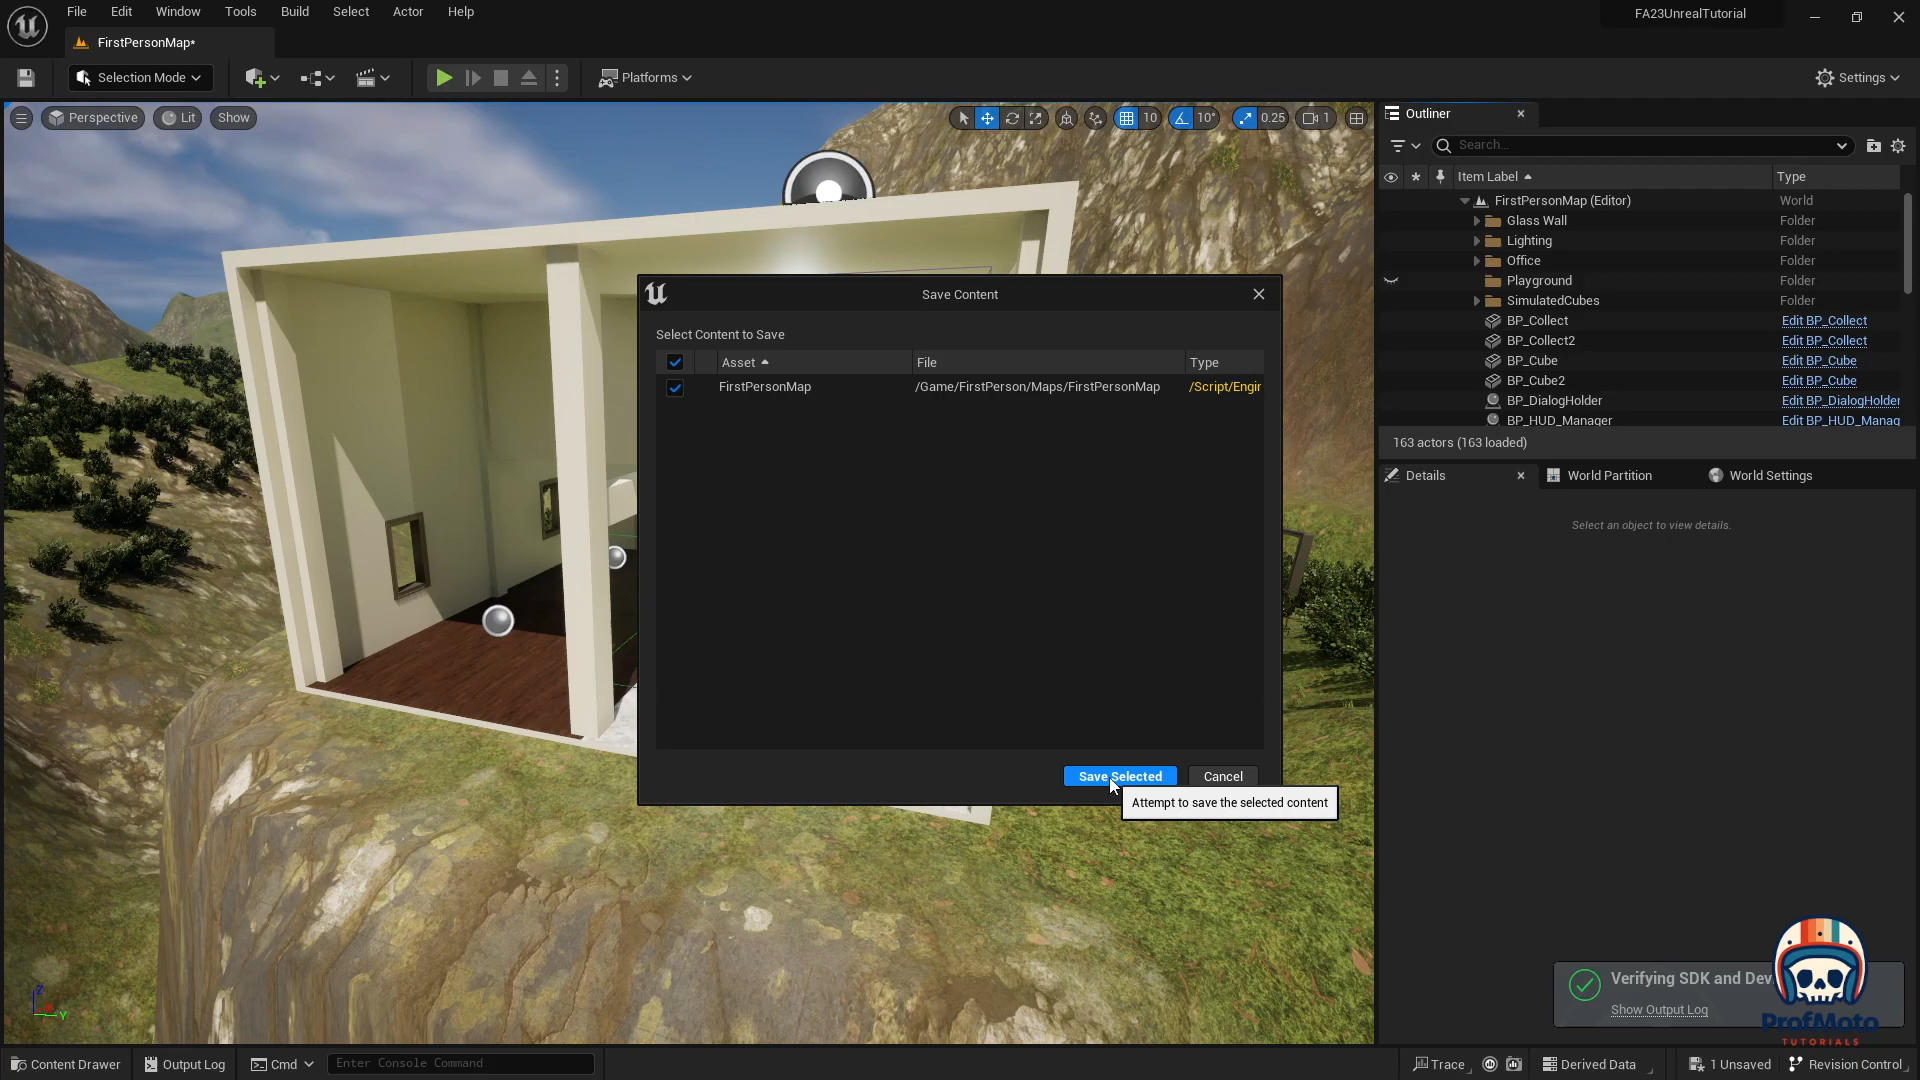 File Edit Window Tools Build Select Actor Help
FA23UnrealTutorial
FirstPersonMap*
Selection Mode
Platforms
Settings
Perspective Lit Show
10 10° 0.25 1
Outliner
Search...
Item Label Type
FirstPersonMap (Editor) World
Glass Wall Folder
Lighting Folder
Office Folder
Playground Folder
SimulatedCubes Folder
BP_Collect Edit BP_Collect
BP_Collect2 Edit BP_Collect
BP_Cube Edit BP_Cube
BP_Cube2 Edit BP_Cube
BP_DialogHolder Edit BP_DialogHolder
BP_HUD_Manager Edit BP_HUD_Manag
163 actors (163 loaded)
Details World Partition World Settings
Select an object to view details.
Save Content
Select Content to Save
Asset File Type
FirstPersonMap /Game/FirstPerson/Maps/FirstPersonMap /Script/Engir
Save Selected Cancel
Attempt to save the selected content
Verifying SDK and Dev
Show Output Log
ProfMoto
TUTORIALS
Z
Y
Content Drawer Output Log Cmd Enter Console Command
Trace Derived Data 1 Unsaved Revision Control